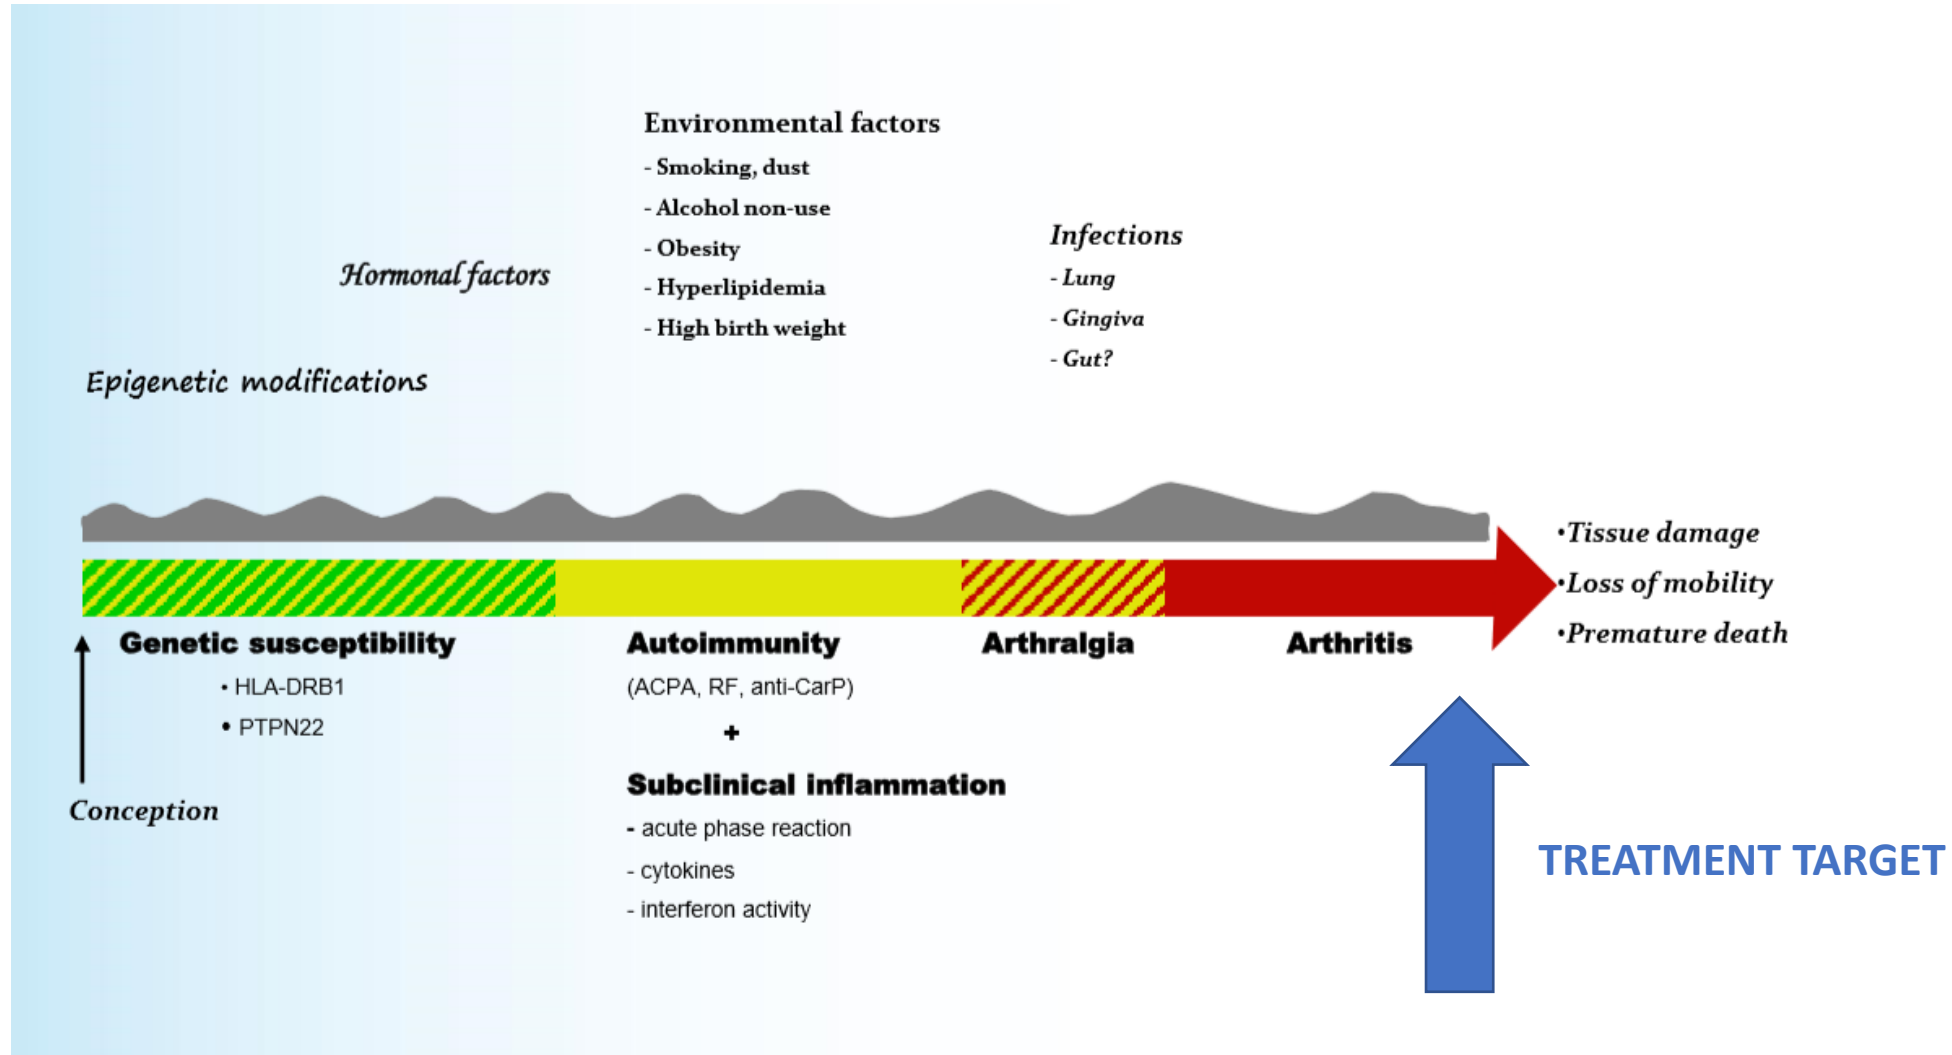 Environmental factors
- Smoking, dust
- Alcohol non-use
- Obesity
- Hyperlipidemia
- High birth weight
Infections
- Lung
- Gingiva
- Gut?
Hormonal factors
Epigenetic modifications
•Tissue damage
•Loss of mobility
•Premature death
Genetic susceptibility
• HLA-DRB1
• PTPN22
Conception
Autoimmunity
(ACPA, RF, anti-CarP)
+
Subclinical inflammation
- acute phase reaction
- cytokines
- interferon activity
Arthralgia
Arthritis
TREATMENT TARGET